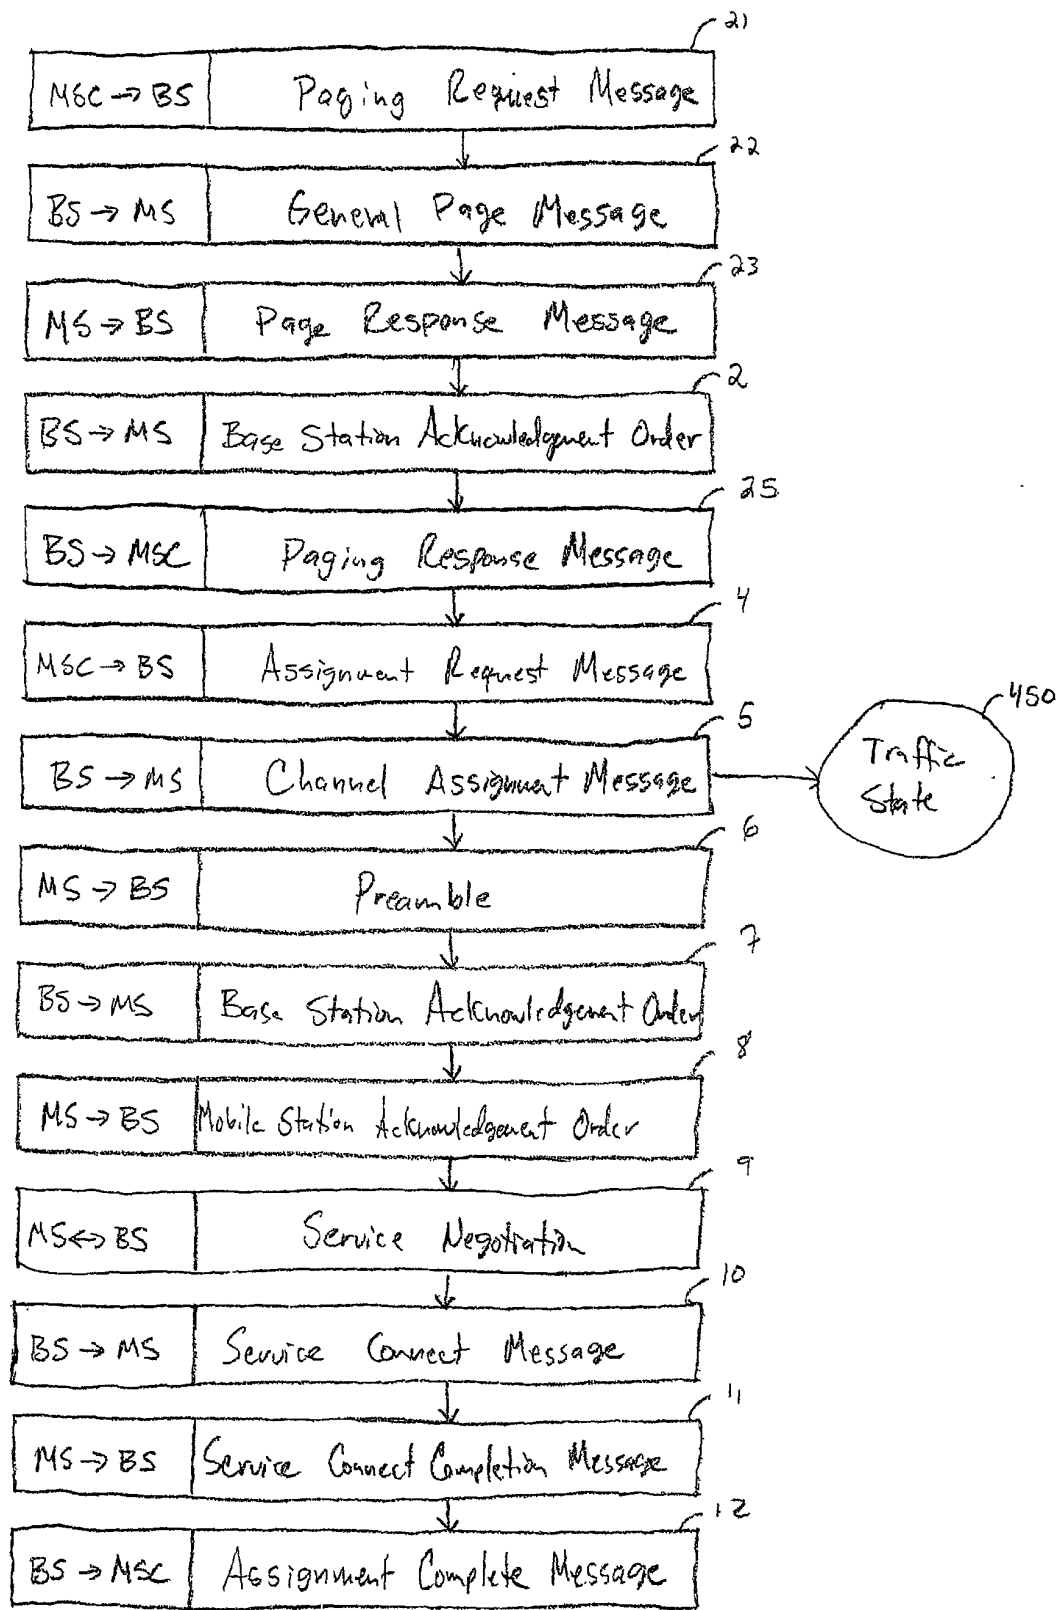 21
MSC → BS Paging Request Message
22
BS → MS General Page Message
23
MS → BS Page Response Message
2
BS → MS Base Station Acknowledgment Order
25
BS → MSC Paging Response Message
4
MSC → BS Assignment Request Message
5
BS → MS Channel Assignment Message
450
Traffic
State
6
MS → BS Preamble
7
BS → MS Base Station Acknowledgement Order
8
MS → BS Mobile Station Acknowledgement Order
9
MS ↔ BS Service Negotiation
10
BS → MS Service Connect Message
11
MS → BS Service Connect Completion Message
12
BS → MSC Assignment Complete Message